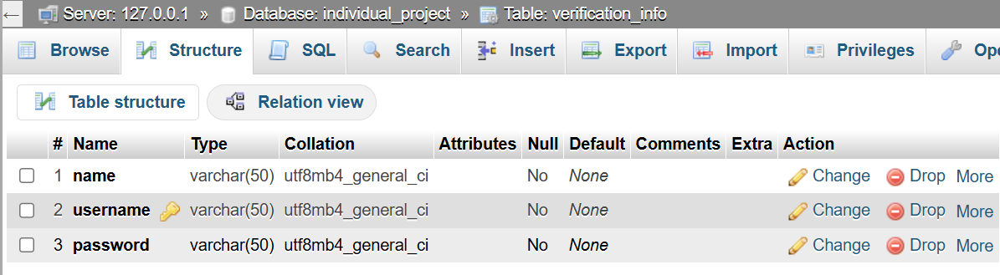 Server: 127.0.0.1 » Database: individual_project » Table: verification_info
Browse Structure SQL Search Insert Export Import Privileges Ope
Table structure Relation view
# Name Type Collation Attributes Null Default Comments Extra Action
1 name varchar(50) utf8mb4_general_ci No None Change Drop More
2 username varchar(50) utf8mb4_general_ci No None Change Drop More
3 password varchar(50) utf8mb4_general_ci No None Change Drop More